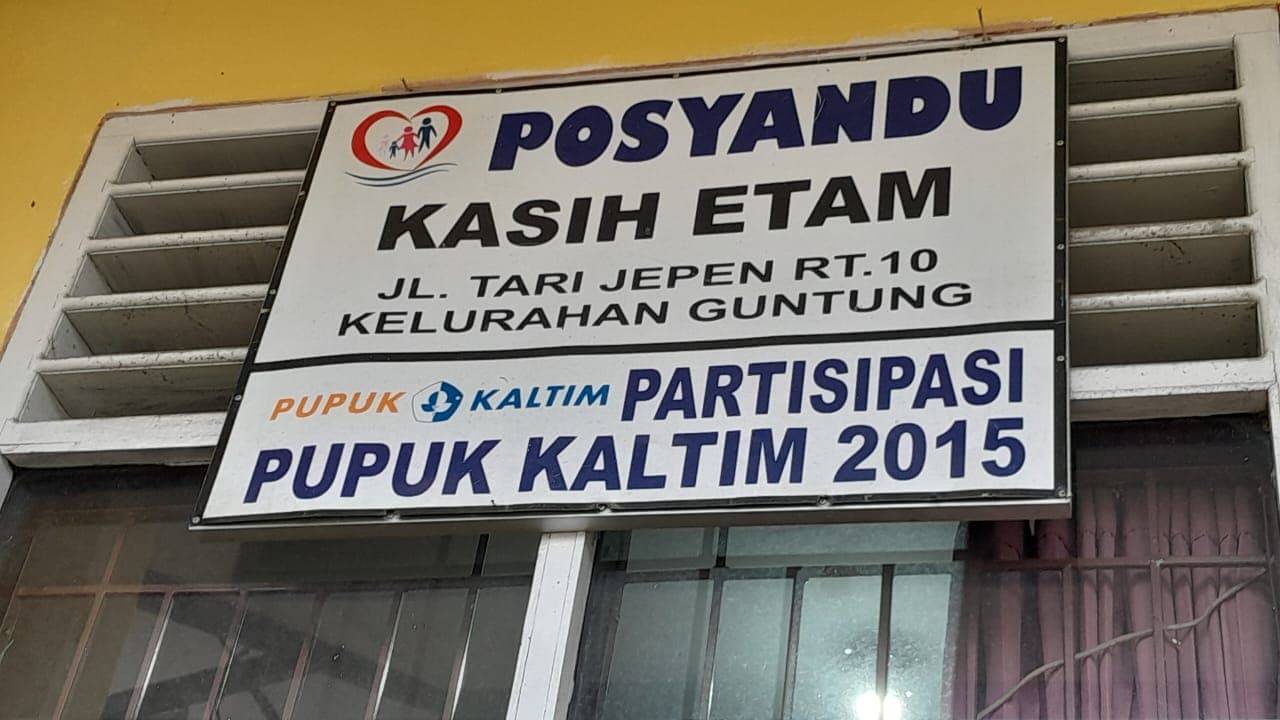 POSYANDU
KASIH ETAM
JL. TARI JEPEN RT.10
KELURAHAN GUNTUNG
PUPUK KALTIM PARTISIPASI
PUPUK KALTIM 2015